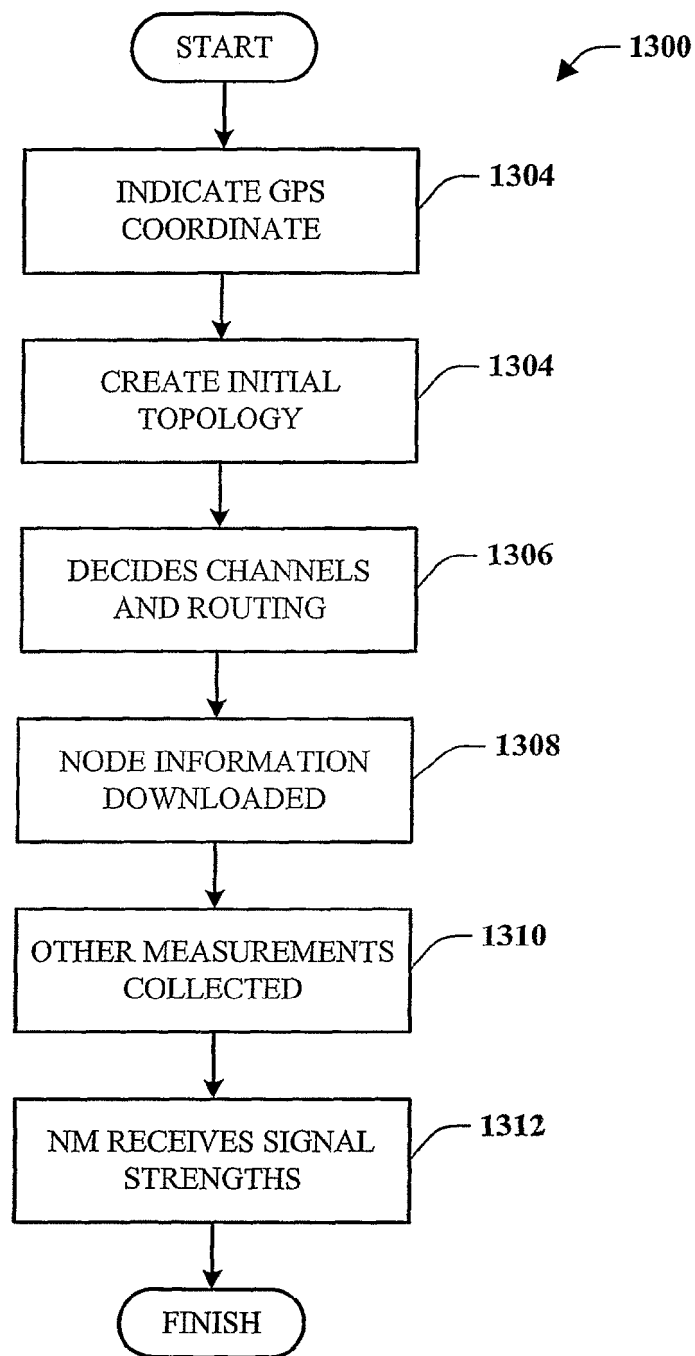 START
1300
INDICATE GPS
COORDINATE
1304
CREATE INITIAL
TOPOLOGY
1304
DECIDES CHANNELS
AND ROUTING
1306
NODE INFORMATION
DOWNLOADED
1308
OTHER MEASUREMENTS
COLLECTED
1310
NM RECEIVES SIGNAL
STRENGTHS
1312
FINISH